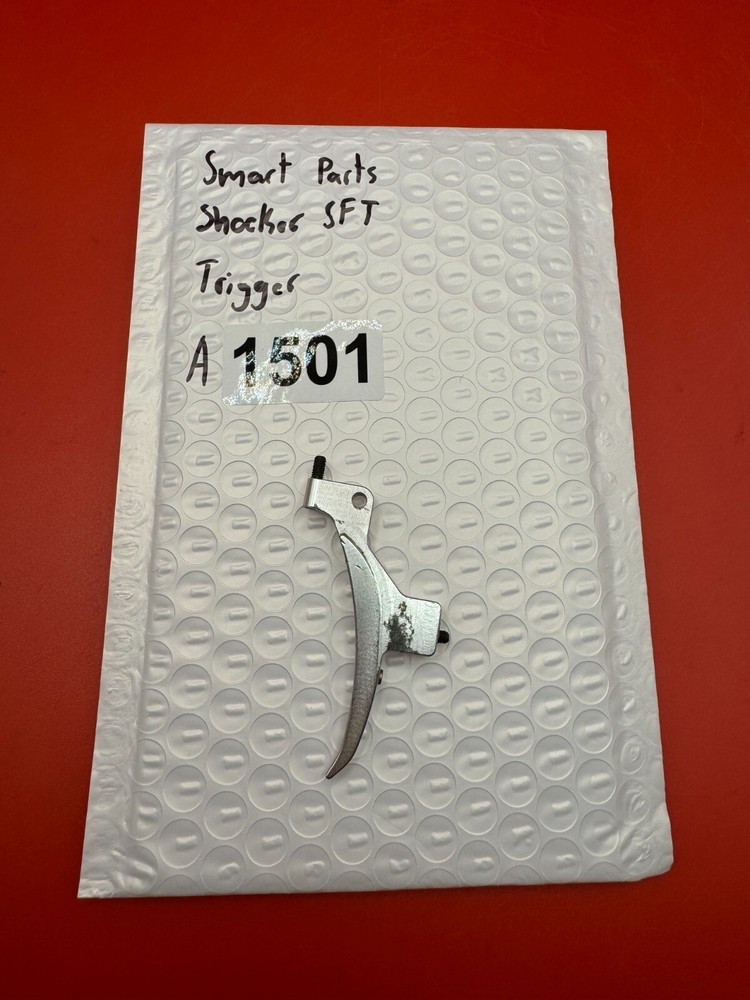 Smart Parts
Shocker SFT
Trigger
A 1501